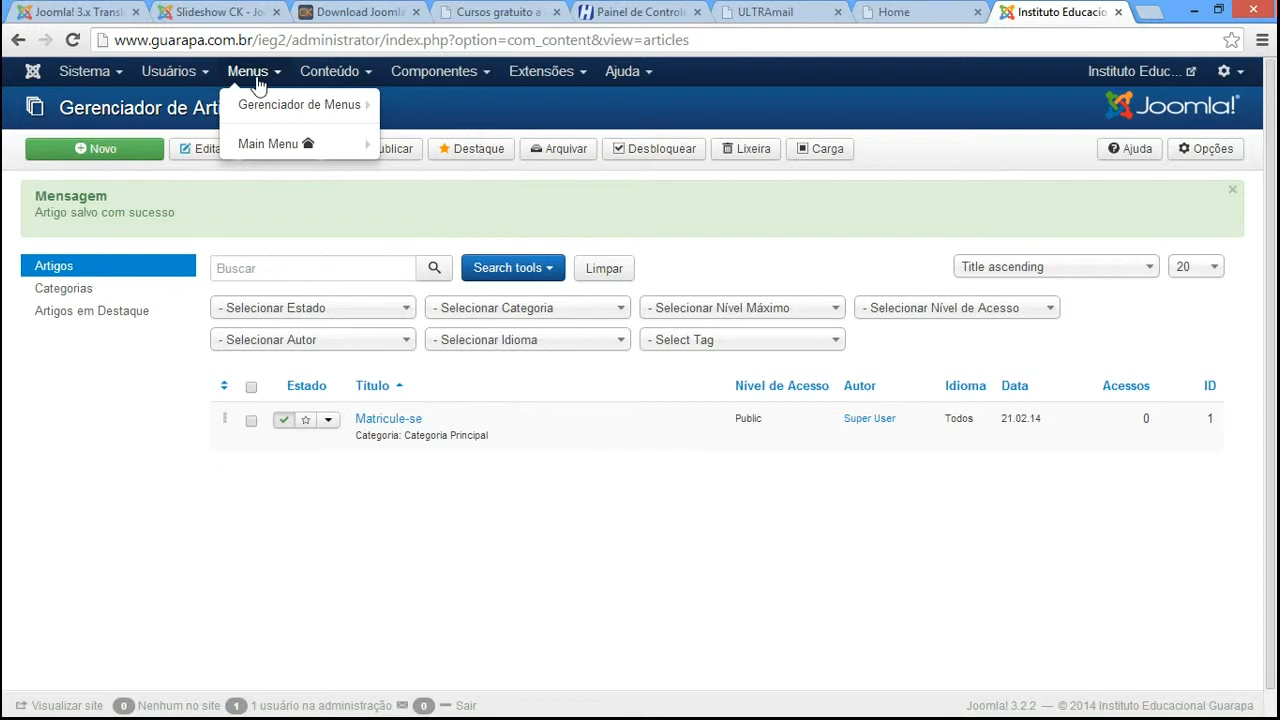 Joomla! 3.x Transl
Slideshow CK - Joo
Download Joomla
Cursos gratuito a
Painel de Control
ULTRAmail
Home
Instituto Educacio
www.guarapa.com.br/ieg2/administrator/index.php?option=com_content&view=articles
Sistema
Usuários
Menus
Conteúdo
Componentes
Extensões
Ajuda
Instituto Educ...
Gerenciador de Arti
Joomla!
Gerenciador de Menus
Main Menu
Novo
Edita
ublicar
Destaque
Arquivar
Desbloquear
Lixeira
Carga
Ajuda
Opções
Mensagem
Artigo salvo com sucesso
Artigos
Categorias
Artigos em Destaque
Buscar
Search tools
Limpar
Title ascending
20
- Selecionar Estado
- Selecionar Categoria
- Selecionar Nível Máximo
- Selecionar Nível de Acesso
- Selecionar Autor
- Selecionar Idioma
- Select Tag
Estado
Título
Nível de Acesso
Autor
Idioma
Data
Acessos
ID
Matricule-se
Categoria: Categoria Principal
Public
Super User
Todos
21.02.14
0
1
Visualizar site
0 Nenhum no site
1 1 usuário na administração
0
Sair
Joomla! 3.2.2 — © 2014 Instituto Educacional Guarapa